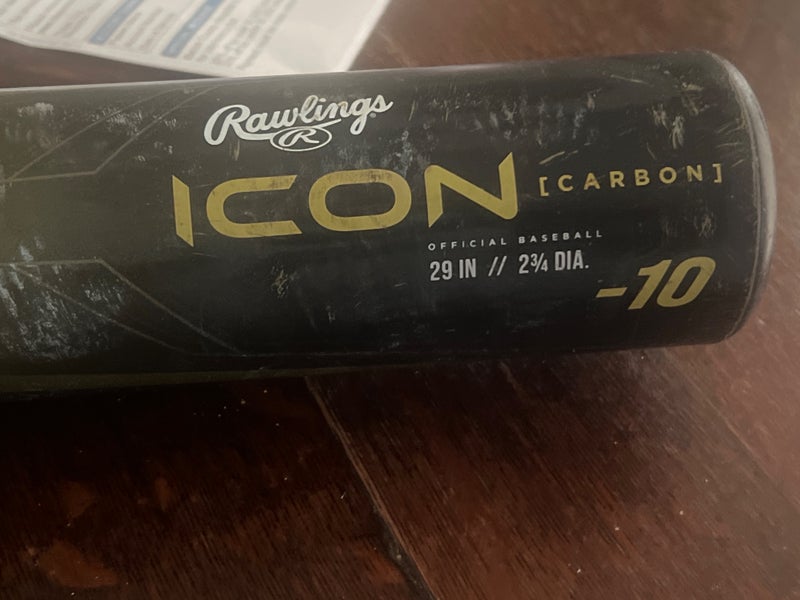 Rawlings
R
ICON [CARBON]
OFFICIAL BASEBALL
29 IN // 2¾ DIA.
-10